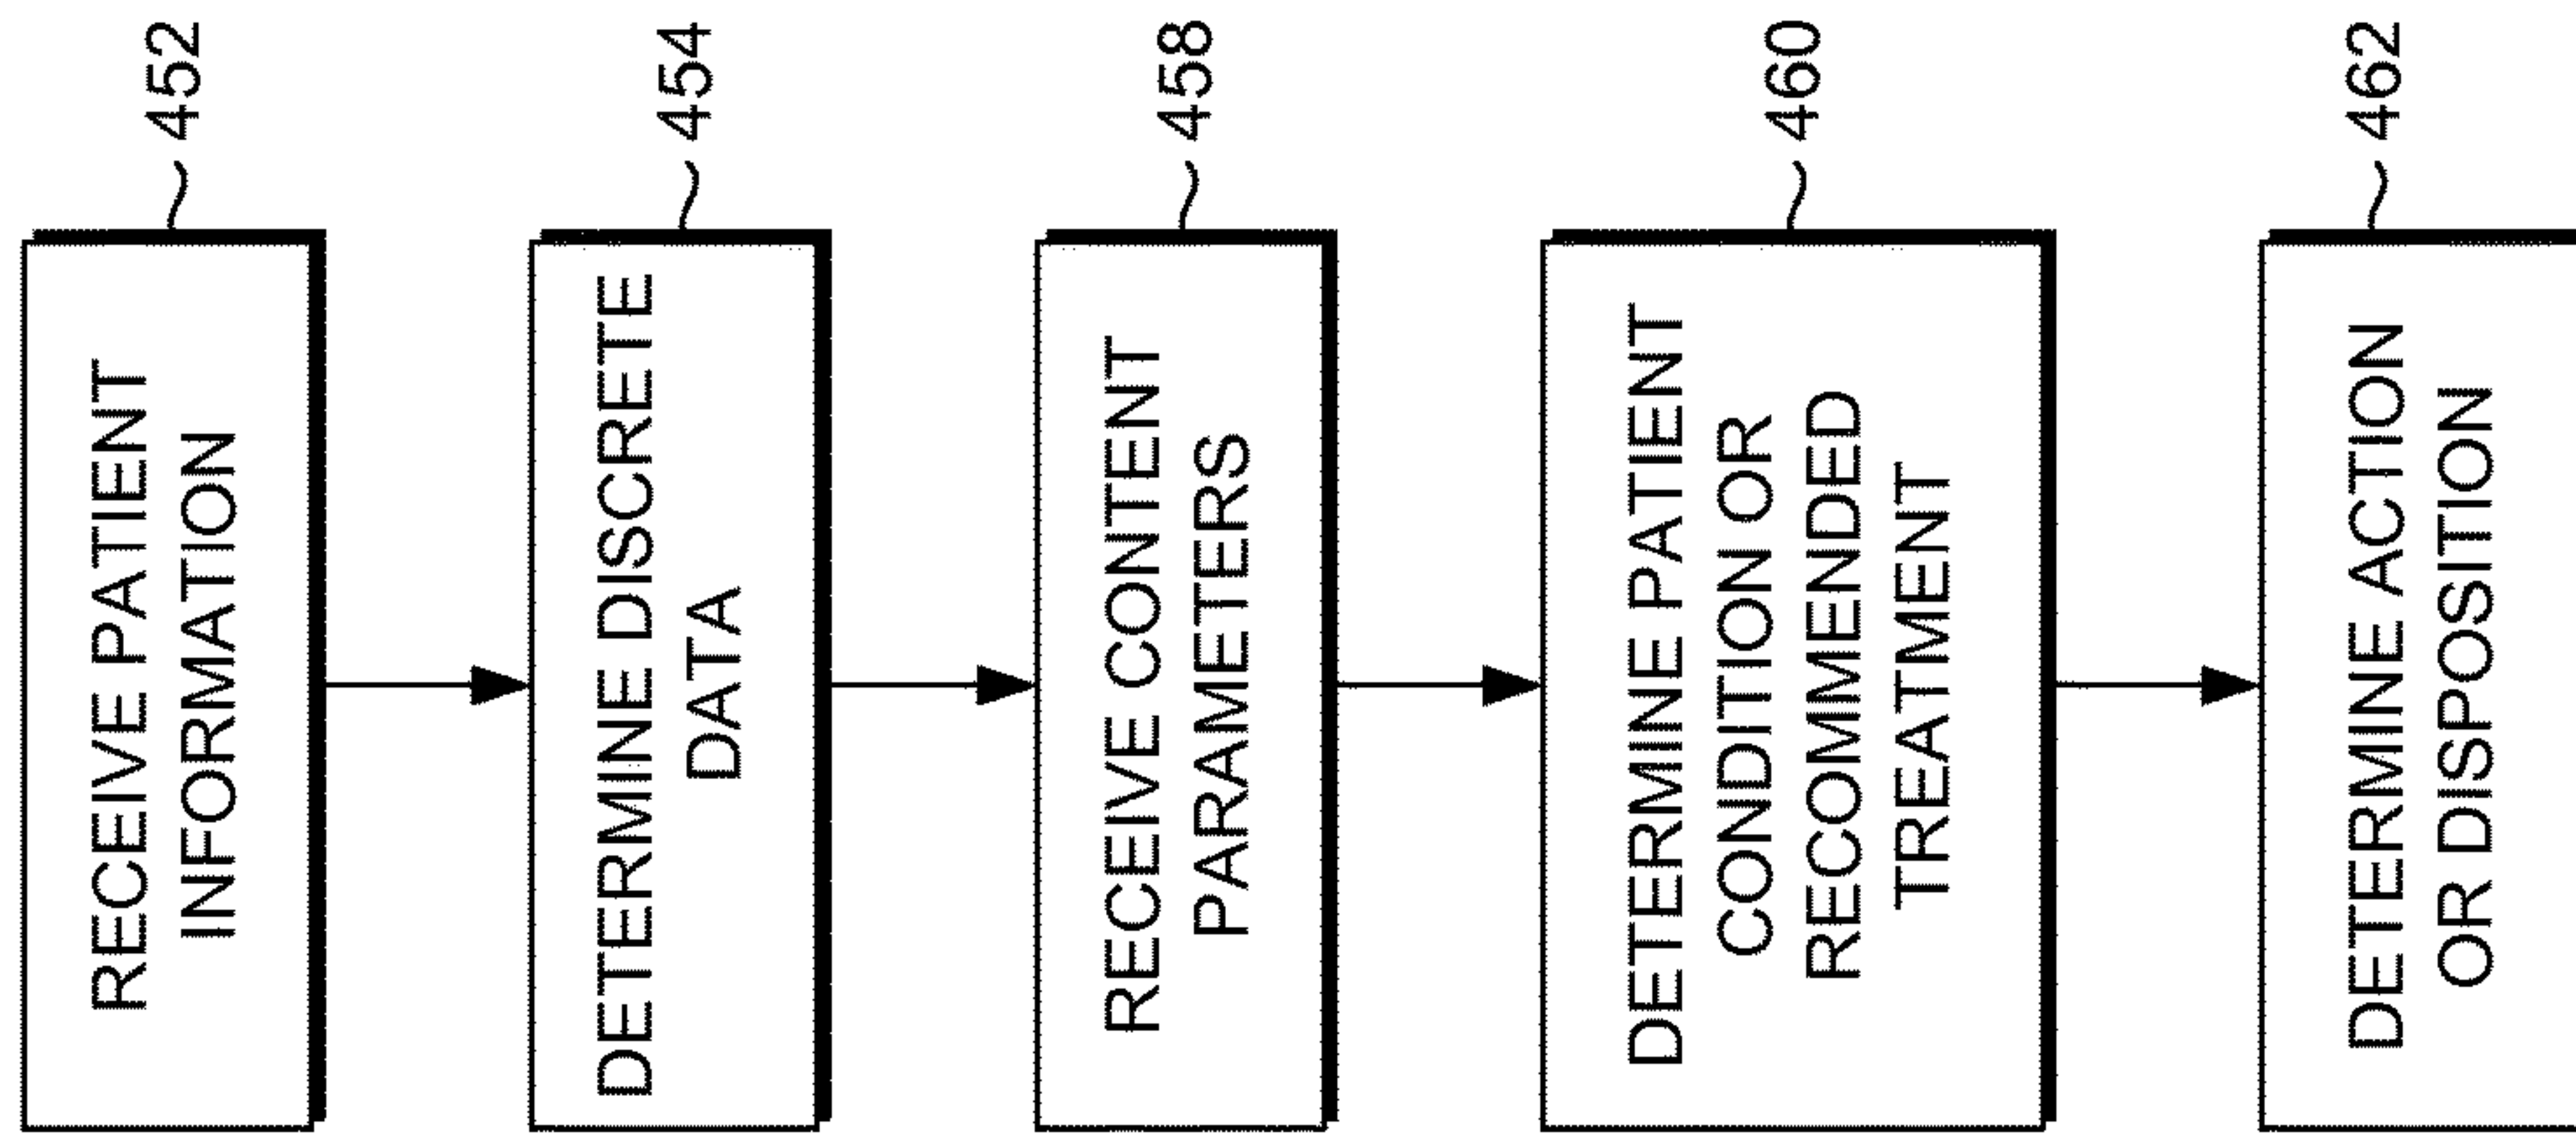 RECEIVE PATIENT
INFORMATION
452
DETERMINE DISCRETE
DATA
454
RECEIVE CONTENT
PARAMETERS
458
DETERMINE PATIENT
CONDITION OR
RECOMMENDED
TREATMENT
460
DETERMINE ACTION
OR DISPOSITION
462